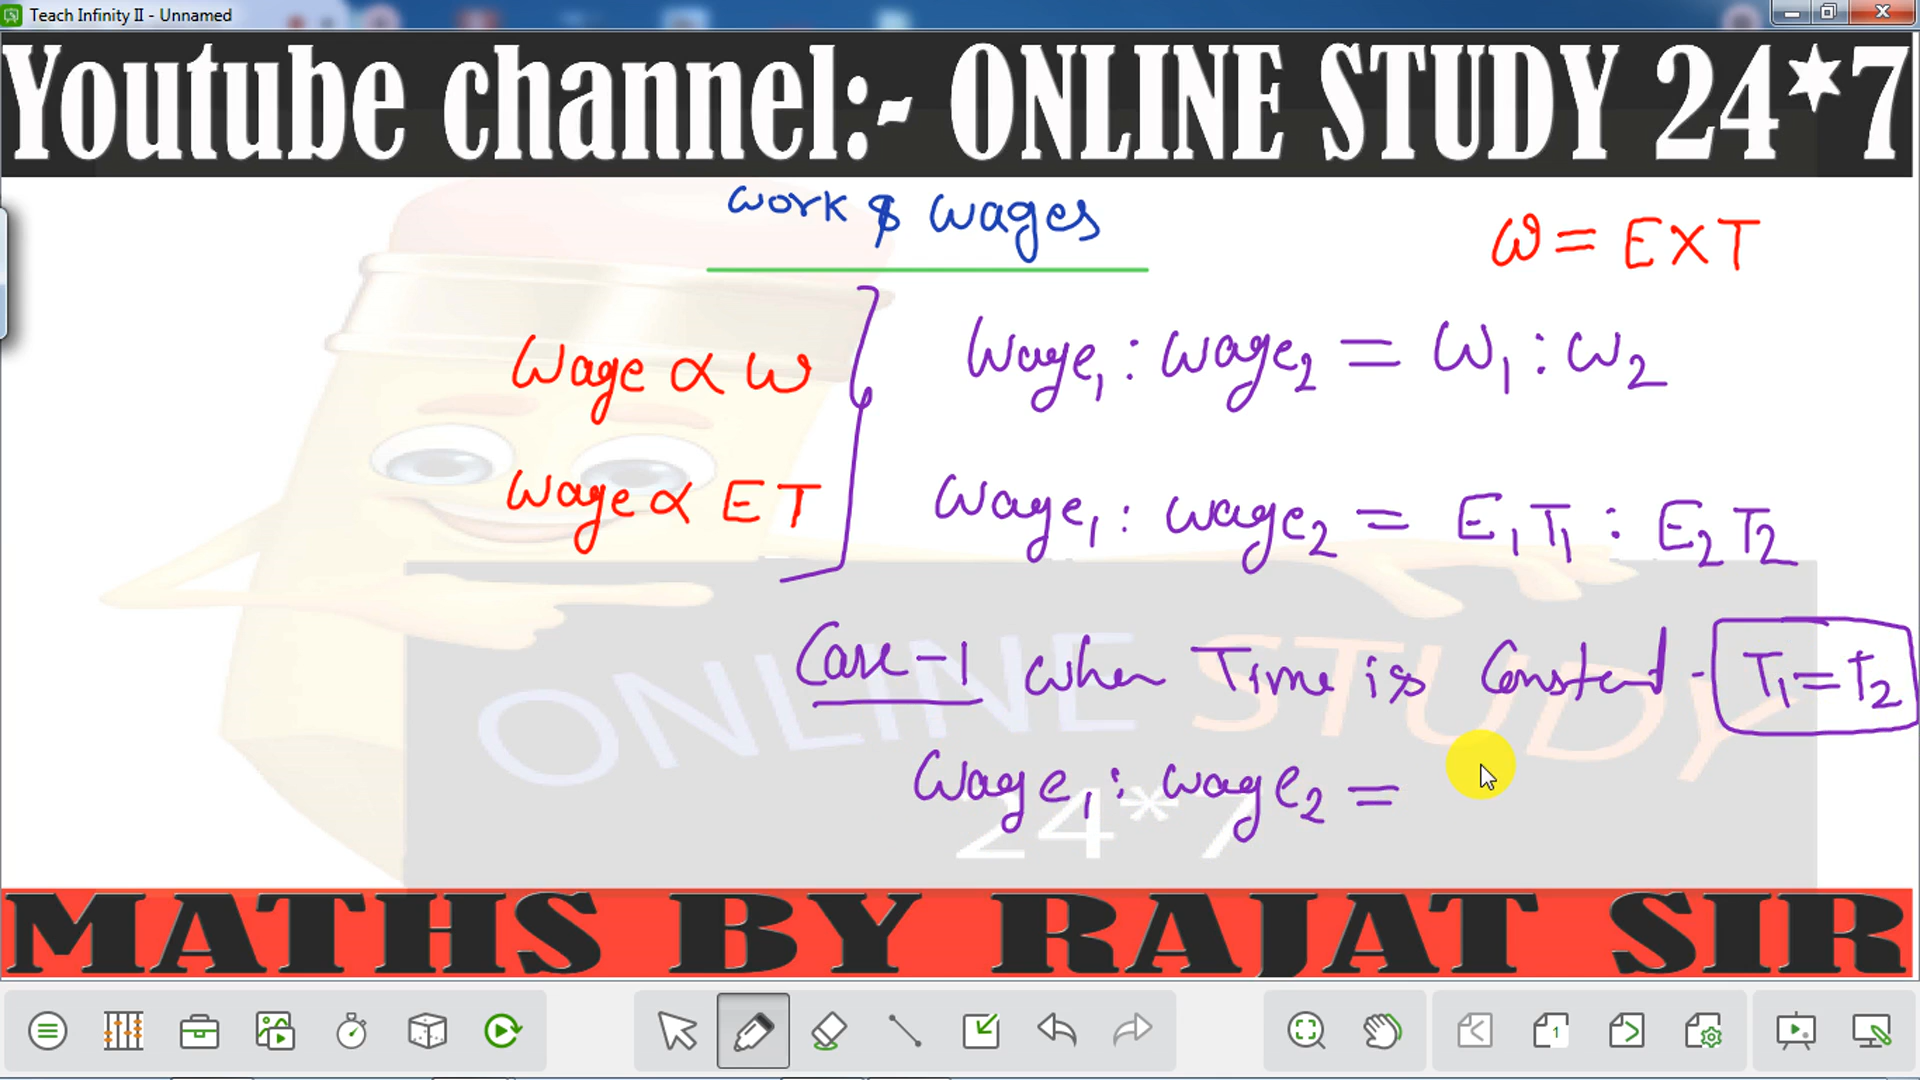 Teach Infinity II - Unnamed
Youtube channel:- ONLINE STUDY 24*7
Work & Wages
W = E X T
Wage ∝ W
Wage₁ : Wage₂ = W₁ : W₂
Wage ∝ E T
Wage₁ : Wage₂ = E₁T₁ : E₂T₂
Case-1 When Time is Constant - T₁=T₂
Wage₁ : Wage₂ =
ONLINE STUDY
24*7
MATHS BY RAJAT SIR
1